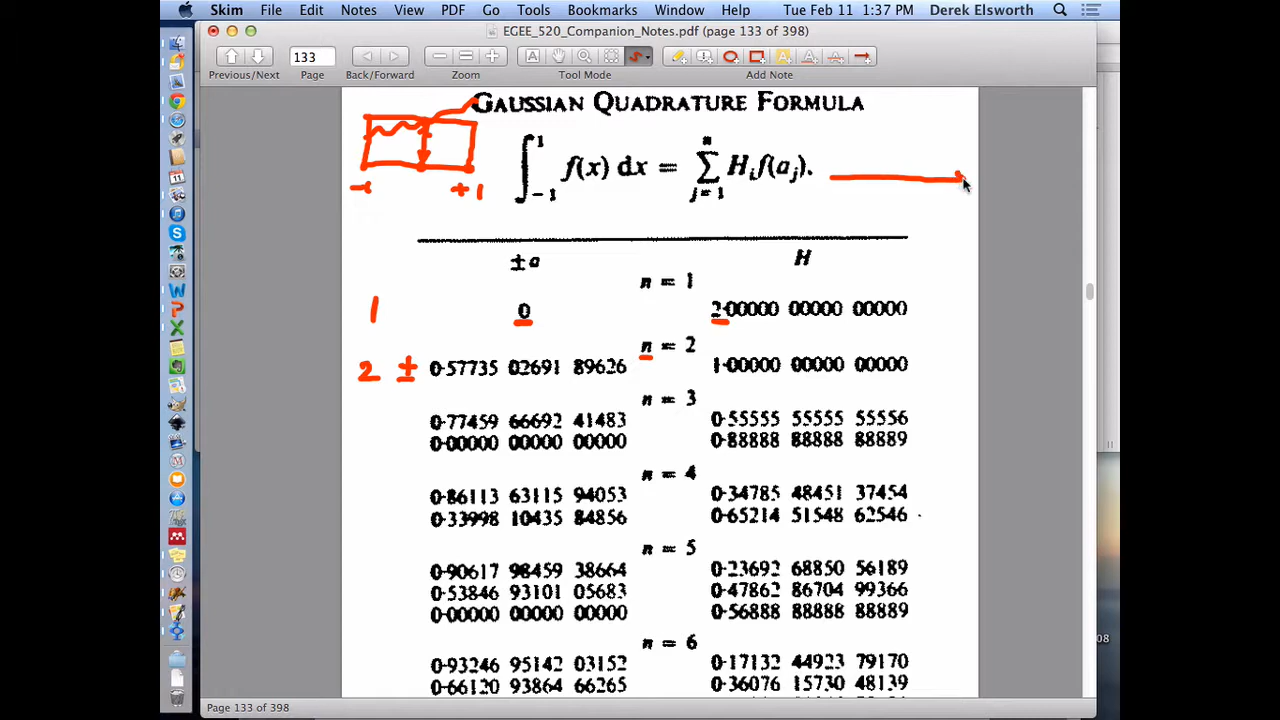 Skim File Edit Notes View PDF Go Tools Bookmarks Window Help Tue Feb 11 1:37 PM Derek Elsworth
EGEE_520_Companion_Notes.pdf (page 133 of 398)
133
Previous/Next Page Back/Forward Zoom Tool Mode Add Note
GAUSSIAN QUADRATURE FORMULA
∫_{-1}^{1} f(x) dx = ∑_{j=1}^{n} H_i f(a_j).
+1
±a H
n = 1
1 0 2·00000 00000 00000
n = 2
2 ± 0·57735 02691 89626 1·00000 00000 00000
n = 3
0·77459 66692 41483 0·55555 55555 55556
0·00000 00000 00000 0·88888 88888 88889
n = 4
0·86113 63115 94053 0·34785 48451 37454
0·33998 10435 84856 0·65214 51548 62546
n = 5
0·90617 98459 38664 0·23692 68850 56189
0·53846 93101 05683 0·47862 86704 99366
0·00000 00000 00000 0·56888 88888 88889
n = 6
0·93246 95142 03152 0·17132 44923 79170
0·66120 93864 66265 0·36076 15730 48139
Page 133 of 398